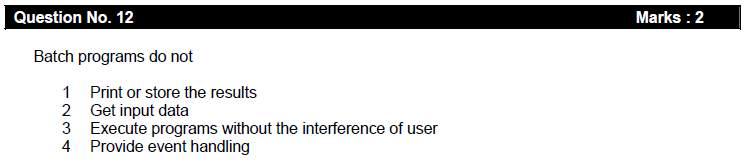 Question No. 12 Marks : 2
Batch programs do not
1 Print or store the results
2 Get input data
3 Execute programs without the interference of user
4 Provide event handling